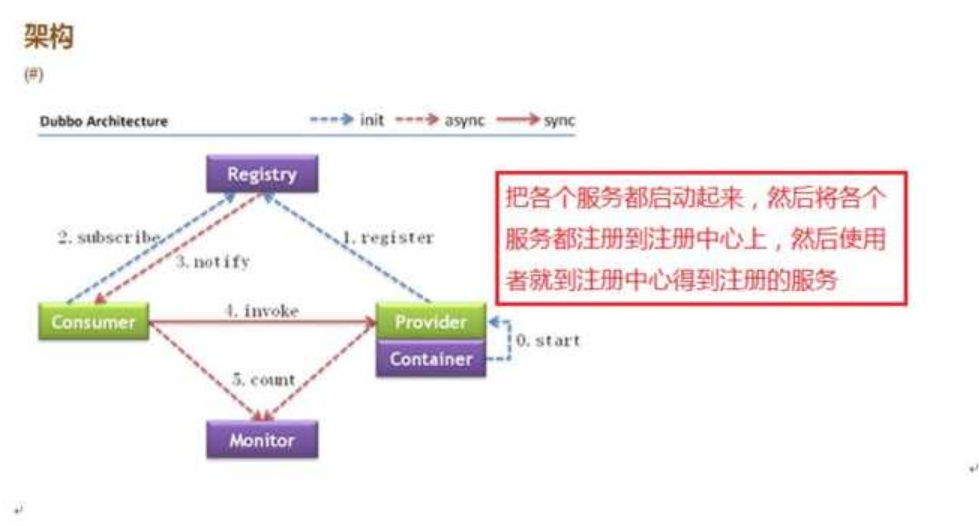 架构
(#)
Dubbo Architecture
init
async
sync
Registry
2. subscribe
1. register
3. notify
把各个服务都启动起来，然后将各个
服务都注册到注册中心上，然后使用
者就到注册中心得到注册的服务
4. invoke
Consumer
Provider
0. start
Container
5. count
Monitor